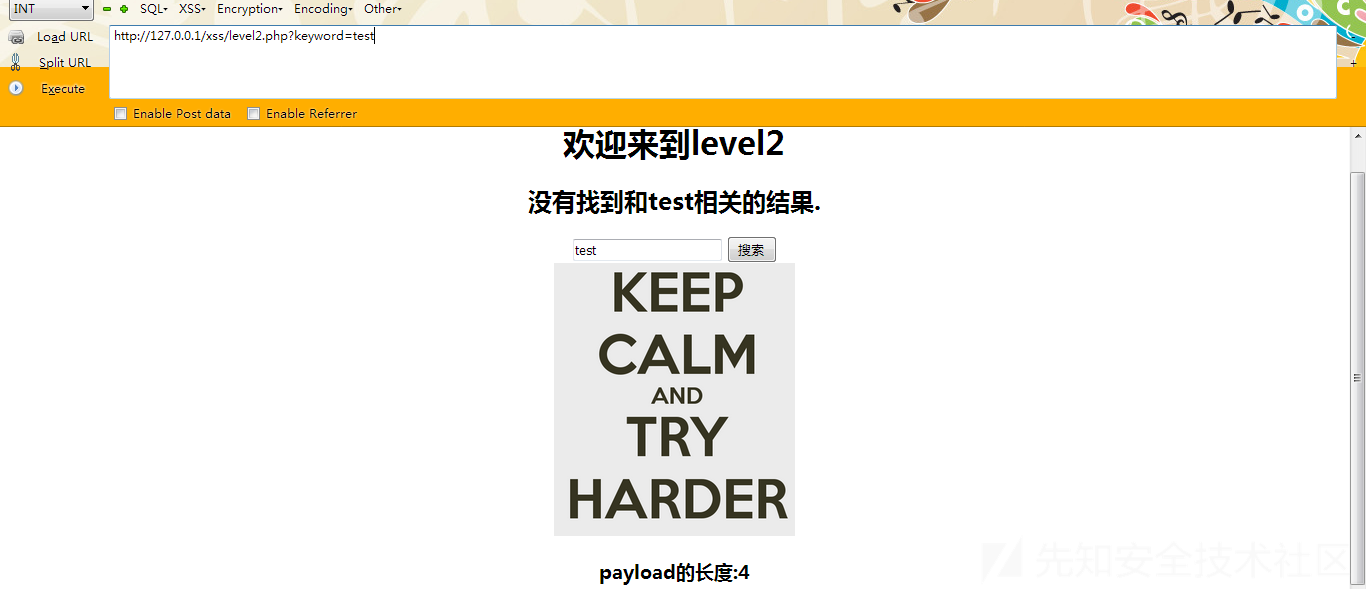 INT SQL▾ XSS▾ Encryption▾ Encoding▾ Other▾
Load URL http://127.0.0.1/xss/level2.php?keyword=test
Split URL
Execute
Enable Post data Enable Referrer
欢迎来到level2
没有找到和test相关的结果.
test 搜索
KEEP
CALM
AND
TRY
HARDER
payload的长度:4
先知安全技术社区